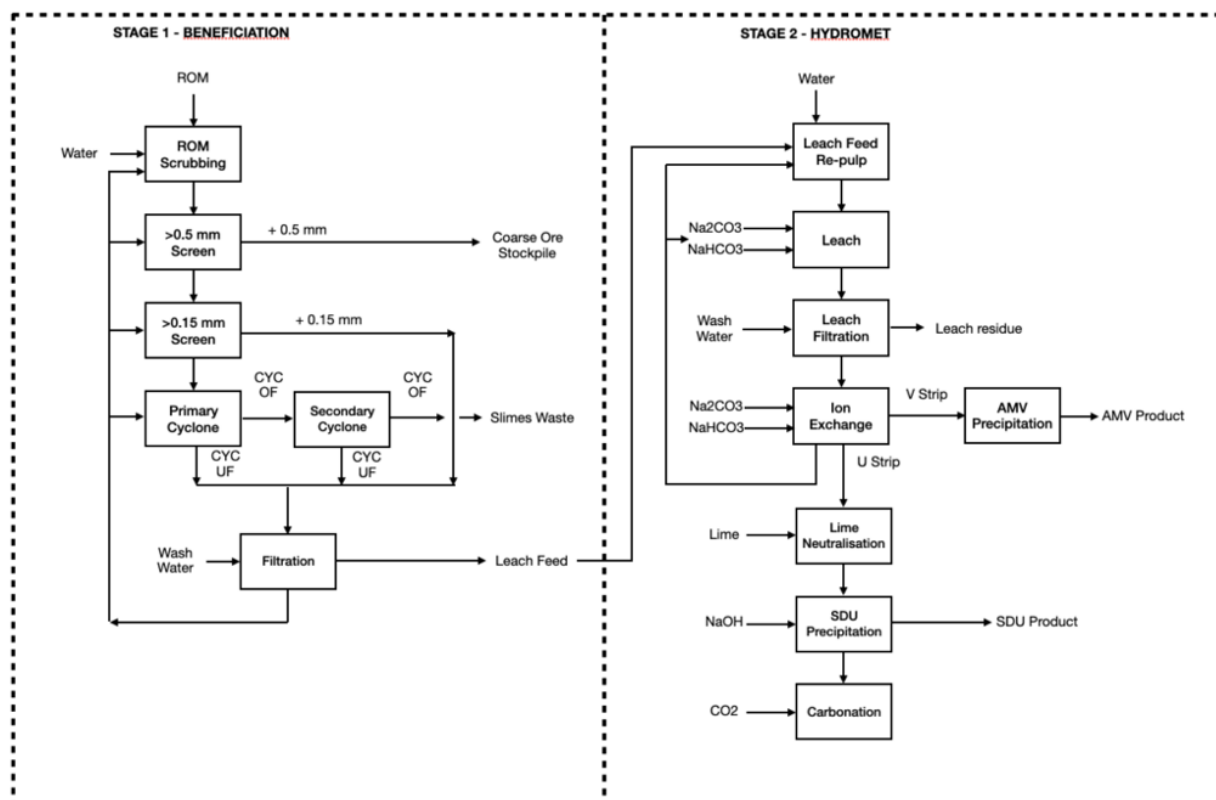 STAGE 1 - BENEFICIATION
ROM
Water
ROM
Scrubbing
>0.5 mm
Screen
+ 0.5 mm
Coarse Ore
Stockpile
>0.15 mm
Screen
+ 0.15 mm
CYC
OF
CYC
OF
Primary
Cyclone
Secondary
Cyclone
Slimes Waste
CYC
UF
CYC
UF
Wash
Water
Filtration
Leach Feed
STAGE 2 - HYDROMET
Water
Leach Feed
Re-pulp
Na2CO3
NaHCO3
Leach
Wash
Water
Leach
Filtration
Leach residue
Na2CO3
NaHCO3
Ion
Exchange
V Strip
AMV
Precipitation
AMV Product
U Strip
Lime
Lime
Neutralisation
NaOH
SDU
Precipitation
SDU Product
CO2
Carbonation